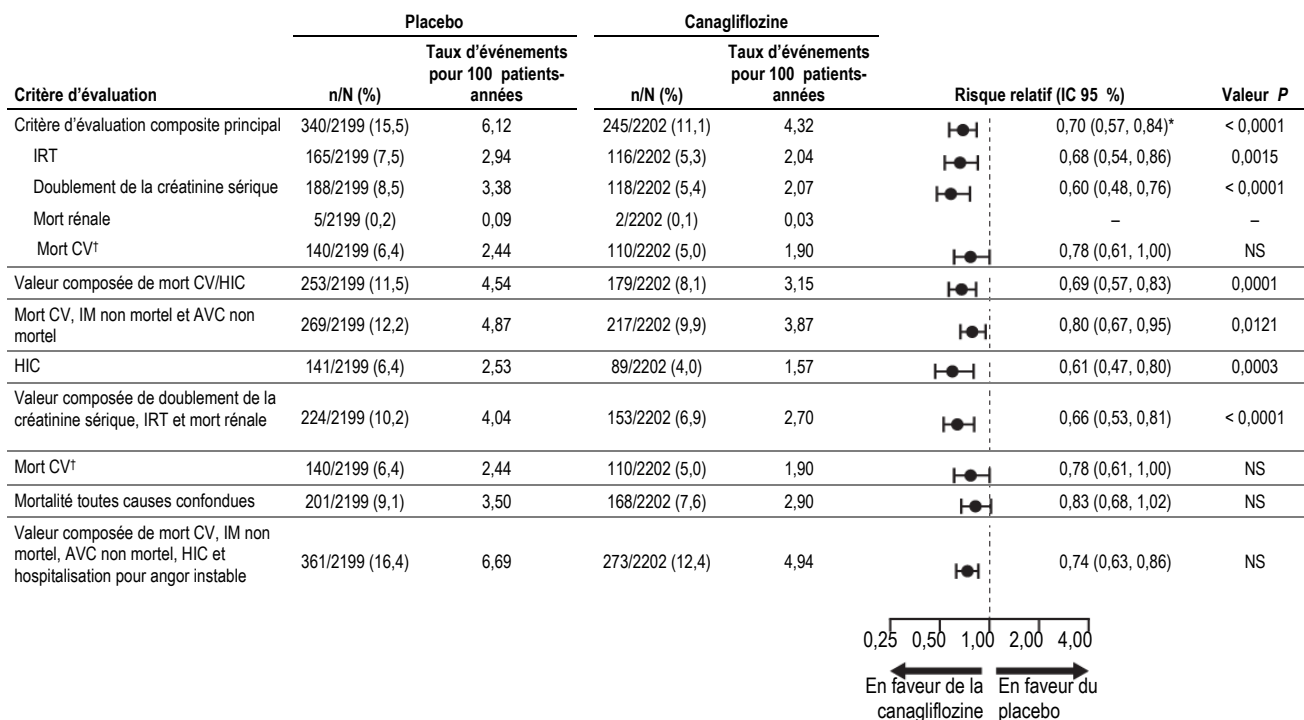 Placebo Canagliflozine
Critère d'évaluation n/N (%) Taux d'événements pour 100 patients-années n/N (%) Taux d'événements pour 100 patients-années Risque relatif (IC 95 %) Valeur P
Critère d'évaluation composite principal 340/2199 (15,5) 6,12 245/2202 (11,1) 4,32 0,70 (0,57, 0,84)* < 0,0001
IRT 165/2199 (7,5) 2,94 116/2202 (5,3) 2,04 0,68 (0,54, 0,86) 0,0015
Doublement de la créatinine sérique 188/2199 (8,5) 3,38 118/2202 (5,4) 2,07 0,60 (0,48, 0,76) < 0,0001
Mort rénale 5/2199 (0,2) 0,09 2/2202 (0,1) 0,03 – –
Mort CV† 140/2199 (6,4) 2,44 110/2202 (5,0) 1,90 0,78 (0,61, 1,00) NS
Valeur composée de mort CV/HIC 253/2199 (11,5) 4,54 179/2202 (8,1) 3,15 0,69 (0,57, 0,83) 0,0001
Mort CV, IM non mortel et AVC non
mortel 269/2199 (12,2) 4,87 217/2202 (9,9) 3,87 0,80 (0,67, 0,95) 0,0121
HIC 141/2199 (6,4) 2,53 89/2202 (4,0) 1,57 0,61 (0,47, 0,80) 0,0003
Valeur composée de doublement de la
créatinine sérique, IRT et mort rénale 224/2199 (10,2) 4,04 153/2202 (6,9) 2,70 0,66 (0,53, 0,81) < 0,0001
Mort CV† 140/2199 (6,4) 2,44 110/2202 (5,0) 1,90 0,78 (0,61, 1,00) NS
Mortalité toutes causes confondues 201/2199 (9,1) 3,50 168/2202 (7,6) 2,90 0,83 (0,68, 1,02) NS
Valeur composée de mort CV, IM non
mortel, AVC non mortel, HIC et
hospitalisation pour angor instable 361/2199 (16,4) 6,69 273/2202 (12,4) 4,94 0,74 (0,63, 0,86) NS
0,25 0,50 1,00 2,00 4,00
En faveur de la En faveur du
canagliflozine placebo